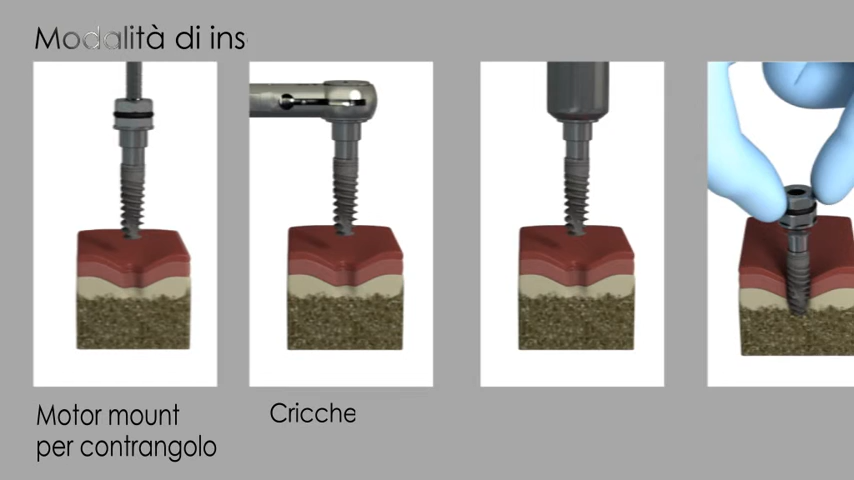 Modalità di ins
Motor mount
per contrangolo
Cricche